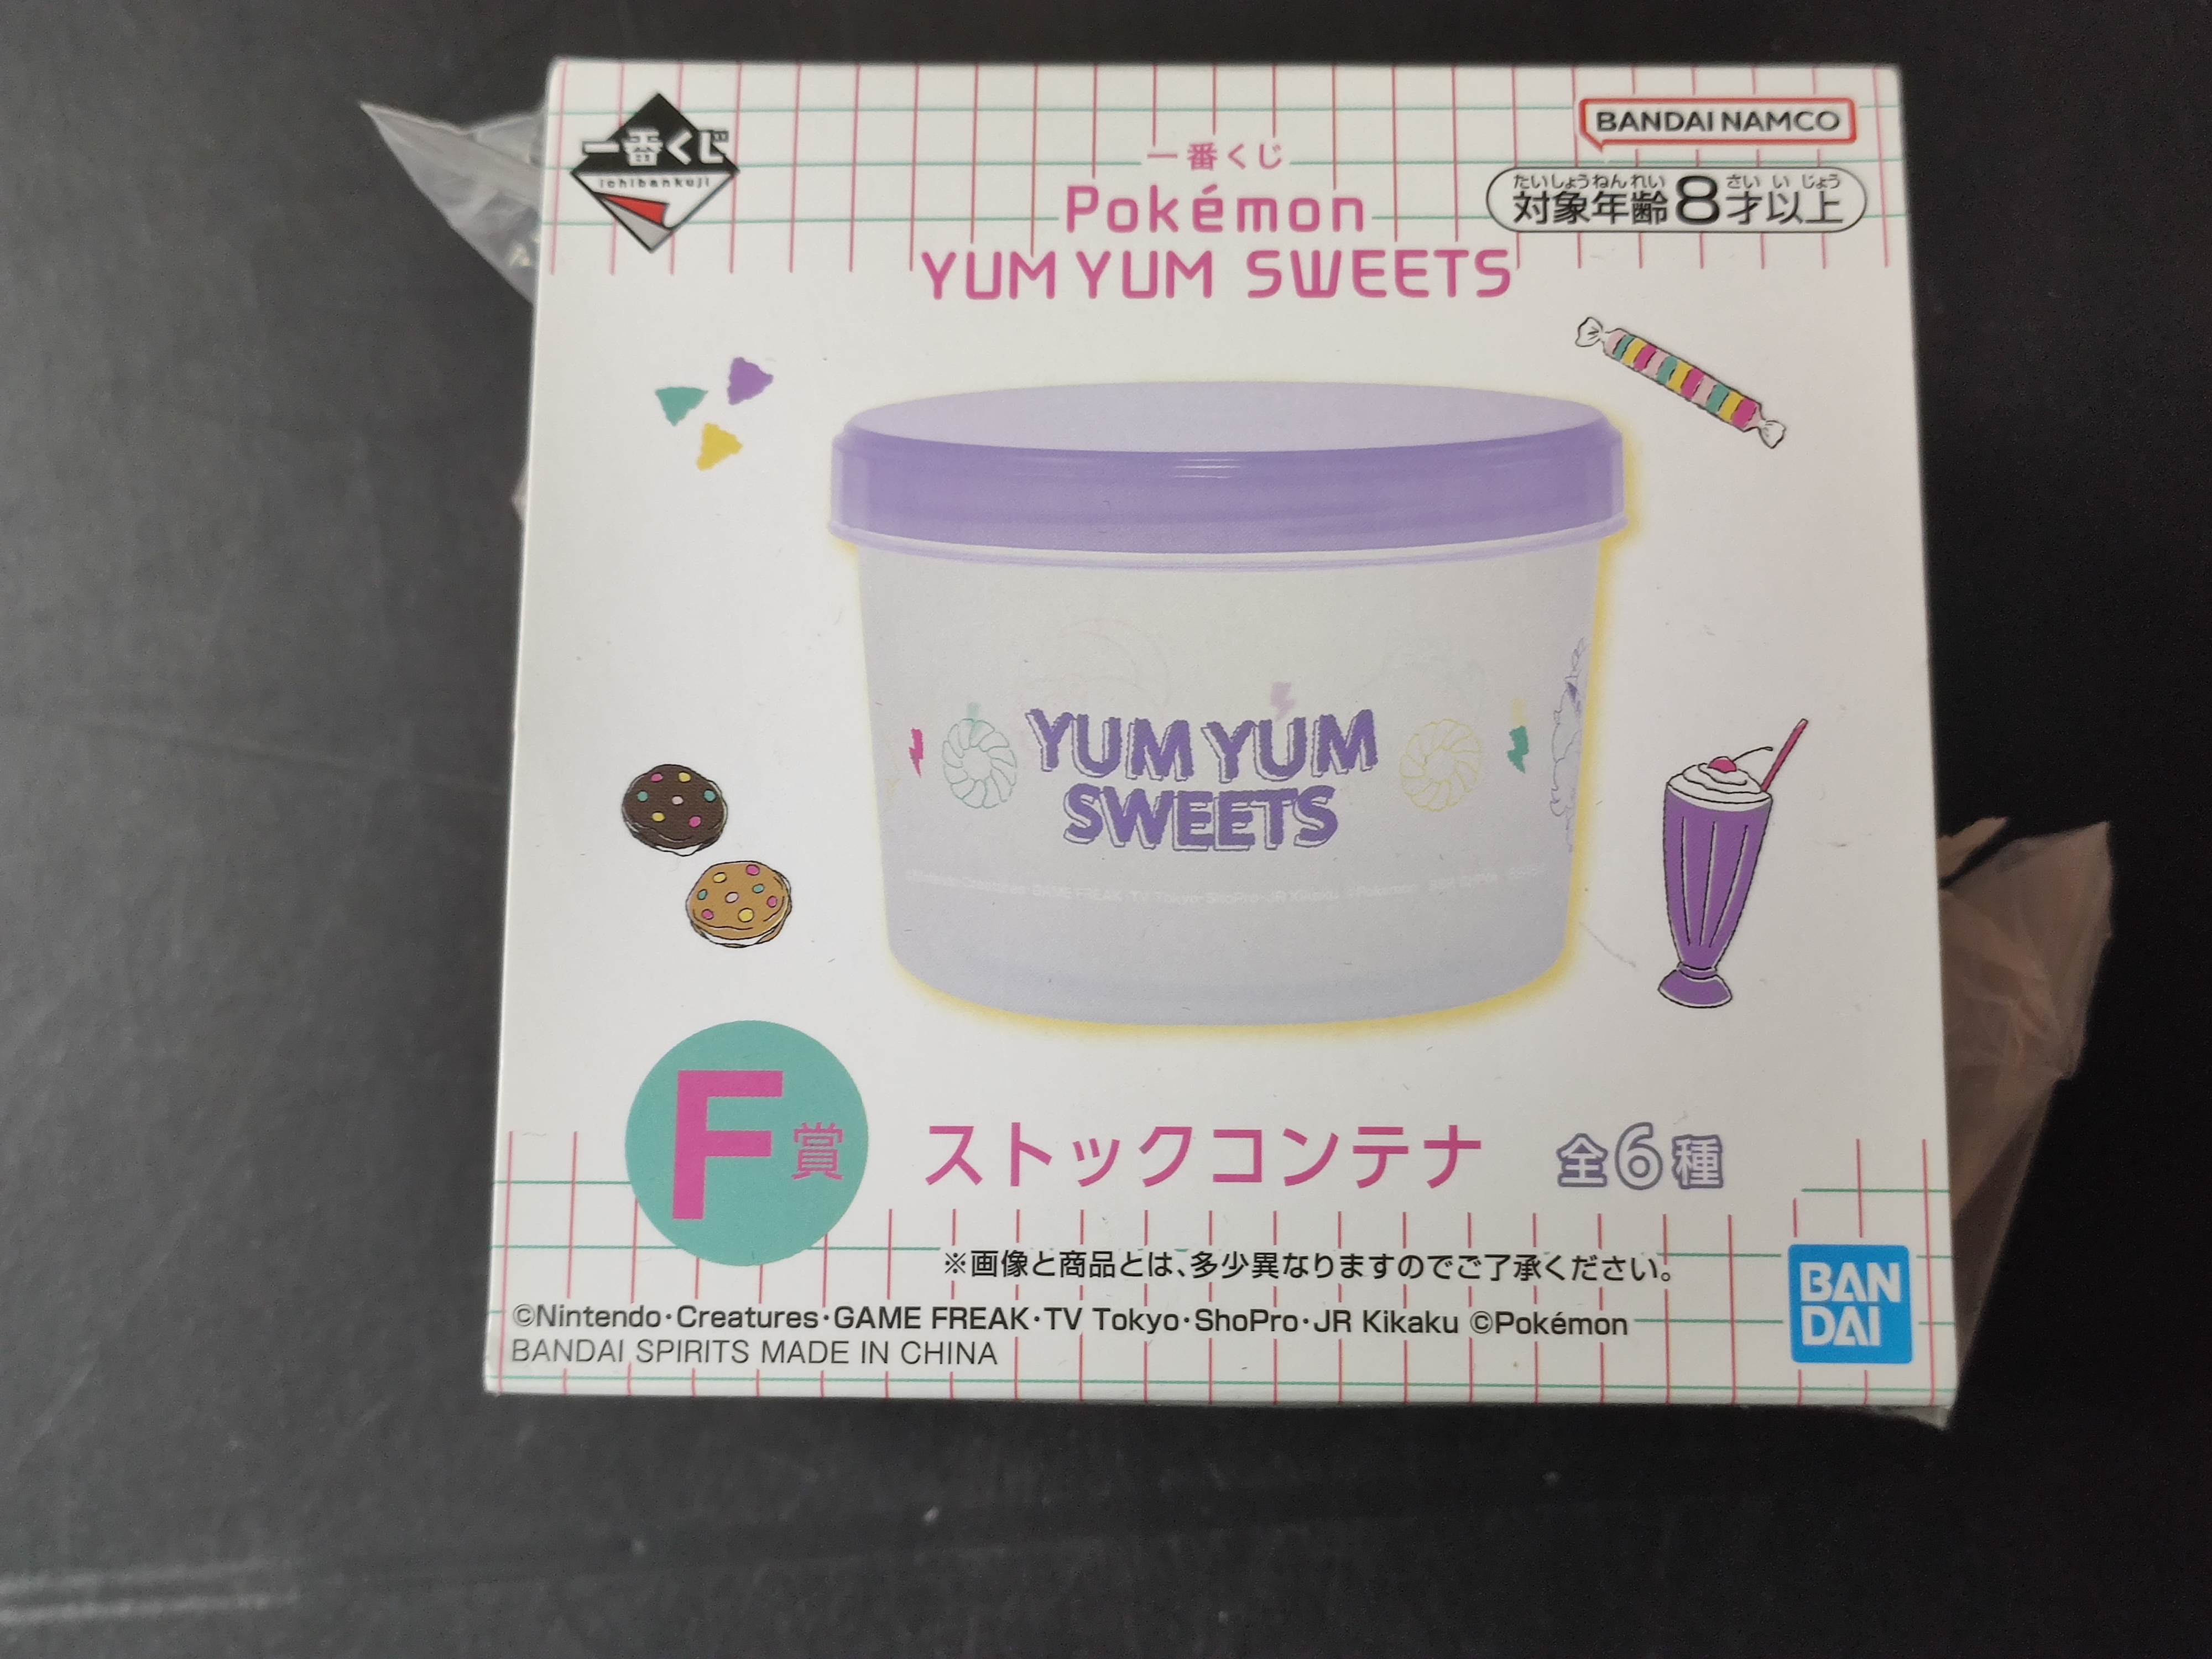 一番くじ
ichibankuji
一番くじ
Pokémon
YUM YUM SWEETS
BANDAI NAMCO
たいしょうねんれい さい い じょう
対象年齢8才以上
YUM YUM
SWEETS
F賞
ストックコンテナ 全6種
※画像と商品とは、多少異なりますのでご了承ください。
©Nintendo・Creatures・GAME FREAK・TV Tokyo・ShoPro・JR Kikaku ©Pokémon
BANDAI SPIRITS MADE IN CHINA
BAN
DAI